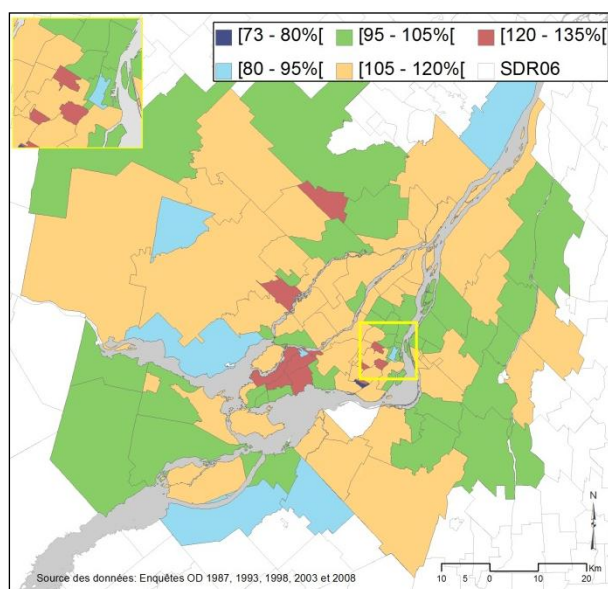 [73 - 80%[ [95 - 105%[ [120 - 135%[
[80 - 95%[ [105 - 120%[ SDR06
N
Km
10 5 0 10 20
Source des données: Enquêtes OD 1987, 1993, 1998, 2003 et 2008